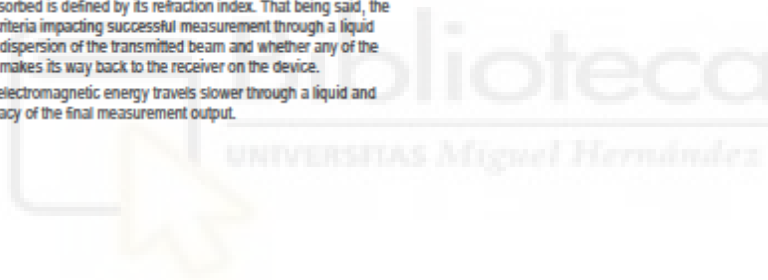 sorbed is defined by its refraction index. That being said, the
riteria impacting successful measurement through a liquid
dispersion of the transmitted beam and whether any of the
makes its way back to the receiver on the device.
electromagnetic energy travels slower through a liquid and
acy of the final measurement output.
blioteca
UNIVERSITAS Miguel Hernández